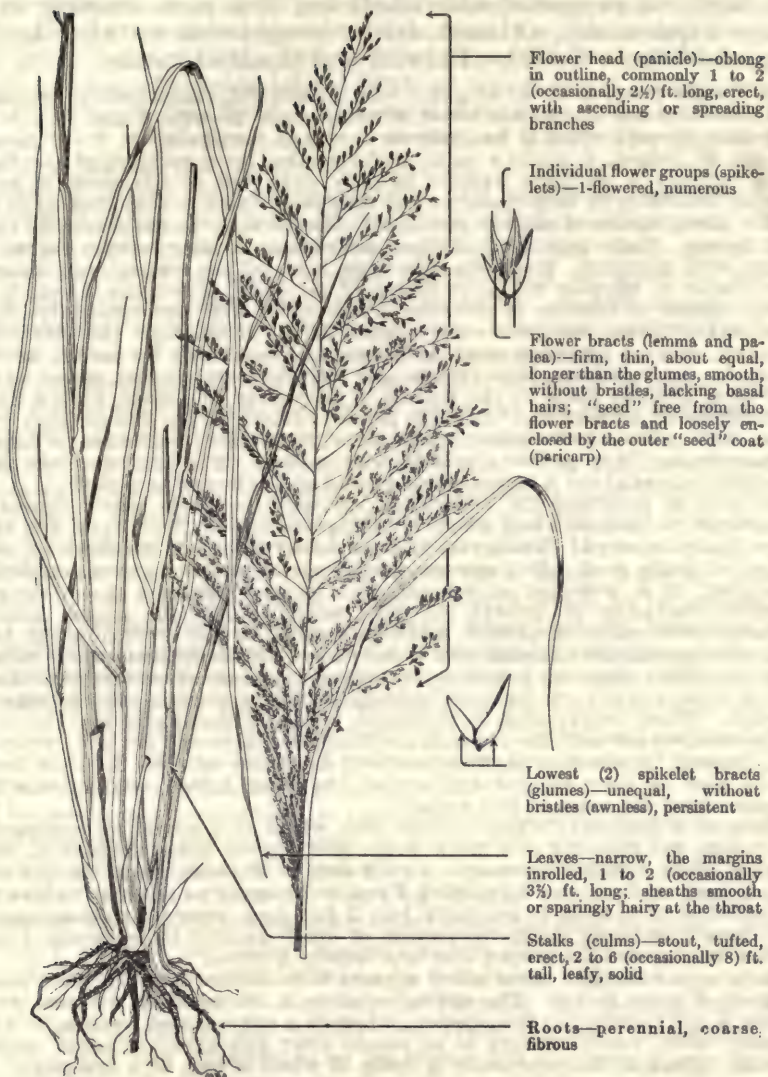 Flower head (panicle)—oblong
in outline, commonly 1 to 2
(occasionally 2½) ft. long, erect,
with ascending or spreading
branches
Individual flower groups (spike-
lets)—1-flowered, numerous
Flower bracts (lemma and pa-
lea)--firm, thin, about equal,
longer than the glumes, smooth,
without bristles, lacking basal
hairs; "seed" free from the
flower bracts and loosely en-
closed by the outer "seed" coat
(pericarp)
Lowest (2) spikelet bracts
(glumes)—unequal, without
bristles (awnless), persistent
Leaves—narrow, the margins
inrolled, 1 to 2 (occasionally
ft. long; sheaths smooth
or sparingly hairy at the throat
Stalks (culms)—stout, tufted,
erect, 2 to 6 (occasionally 8) ft.
tall, leafy, solid
Roots—perennial, coarse,
fibrous